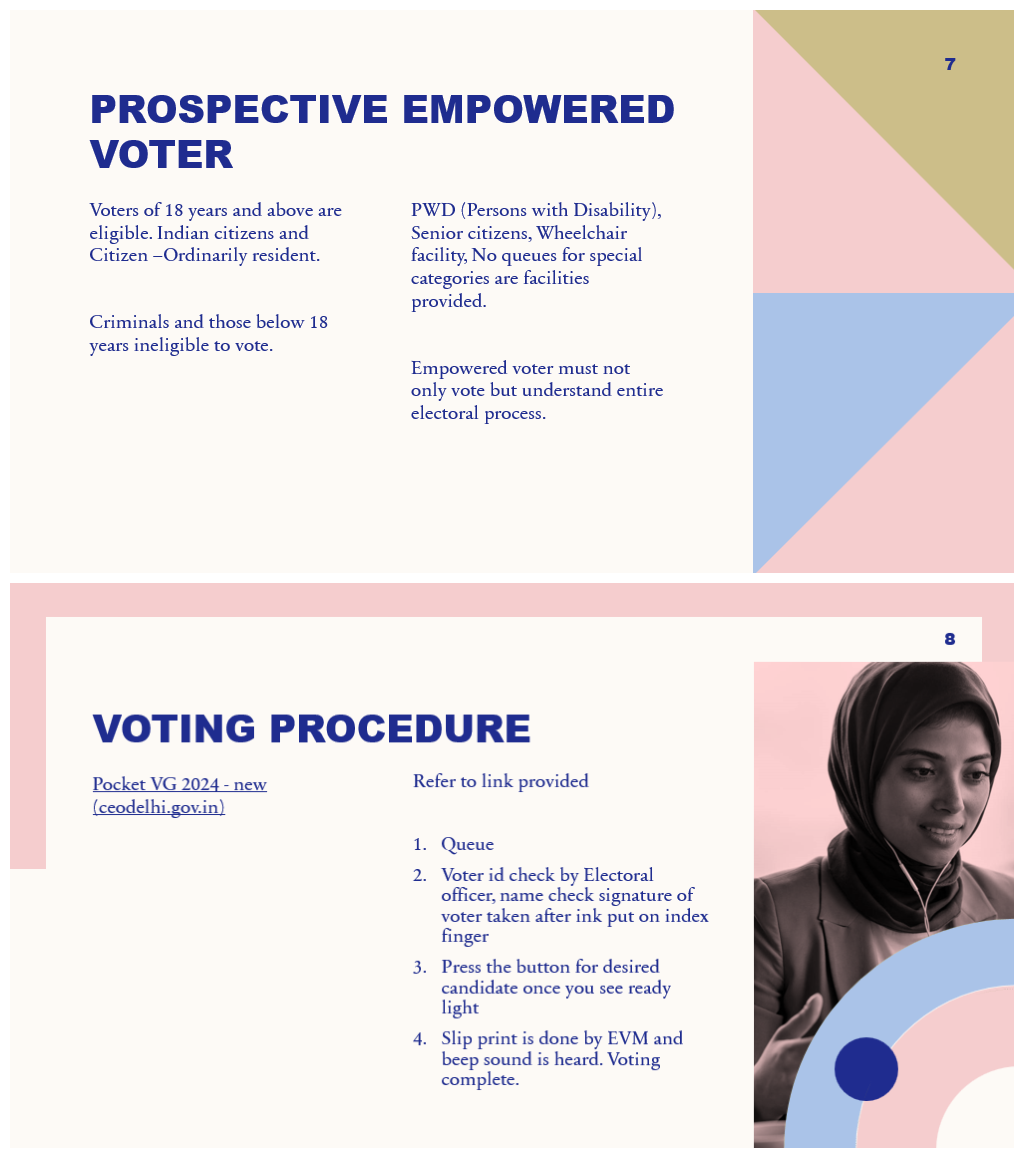 7
PROSPECTIVE EMPOWERED
VOTER
Voters of 18 years and above are
eligible. Indian citizens and
Citizen –Ordinarily resident.
Criminals and those below 18
years ineligible to vote.
PWD (Persons with Disability),
Senior citizens, Wheelchair
facility, No queues for special
categories are facilities
provided.
Empowered voter must not
only vote but understand entire
electoral process.
8
VOTING PROCEDURE
Pocket VG 2024 - new
(ceodelhi.gov.in)
Refer to link provided
1. Queue
2. Voter id check by Electoral
officer, name check signature of
voter taken after ink put on index
finger
3. Press the button for desired
candidate once you see ready
light
4. Slip print is done by EVM and
beep sound is heard. Voting
complete.